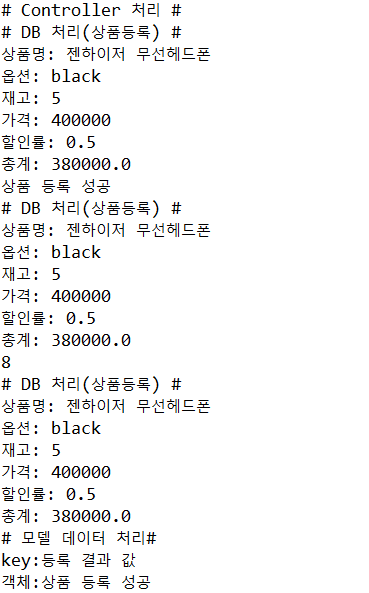 # Controller 처리 #
# DB 처리(상품등록) #
상품명: 젠하이저 무선헤드폰
옵션: black
재고: 5
가격: 400000
할인률: 0.5
총계: 380000.0
상품 등록 성공
# DB 처리(상품등록) #
상품명: 젠하이저 무선헤드폰
옵션: black
재고: 5
가격: 400000
할인률: 0.5
총계: 380000.0
8
# DB 처리(상품등록) #
상품명: 젠하이저 무선헤드폰
옵션: black
재고: 5
가격: 400000
할인률: 0.5
총계: 380000.0
# 모델 데이터 처리#
key:등록 결과 값
객체:상품 등록 성공